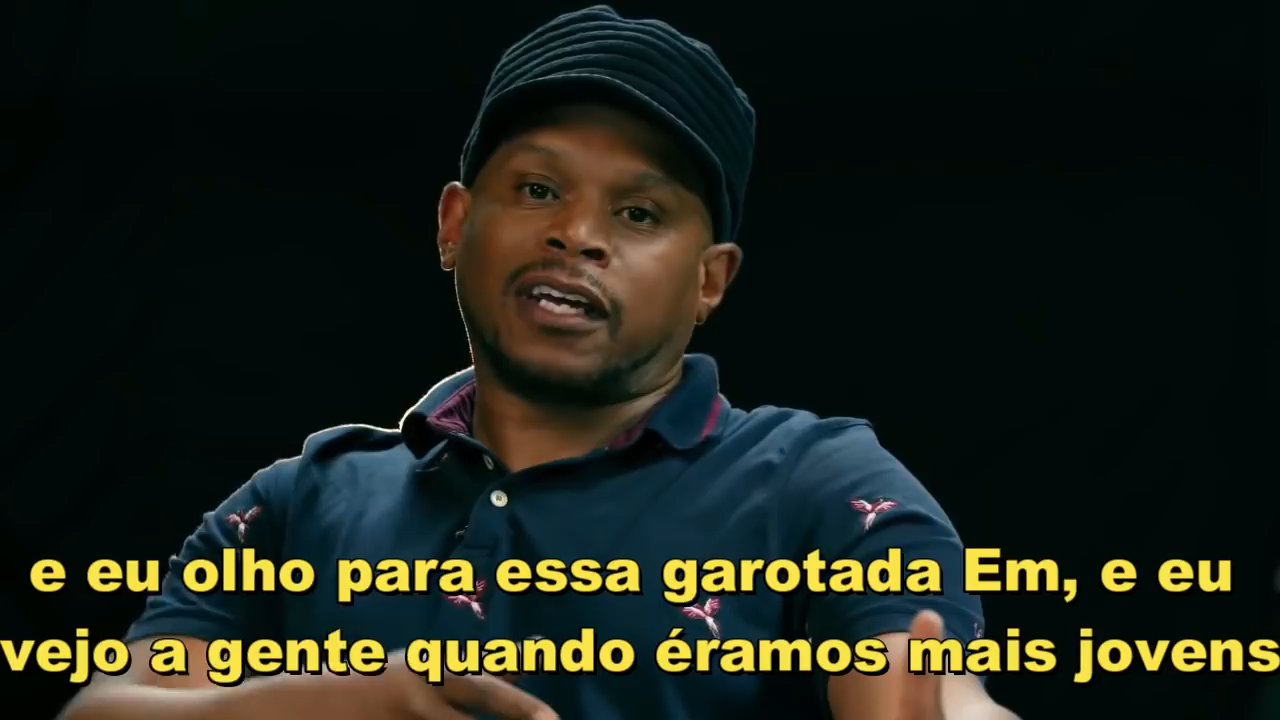 e eu olho para essa garotada Em, e eu
vejo a gente quando éramos mais jovens